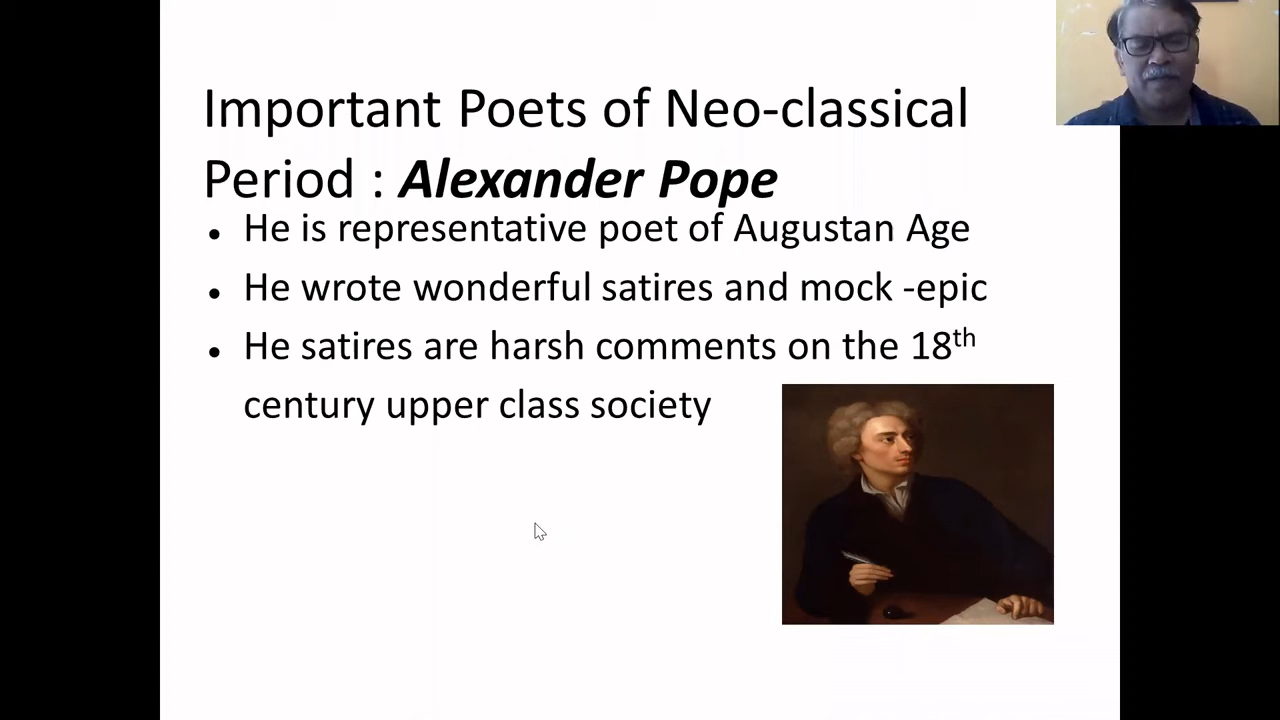 Important Poets of Neo-classical
Period : Alexander Pope
• He is representative poet of Augustan Age
• He wrote wonderful satires and mock -epic
• He satires are harsh comments on the 18th
century upper class society